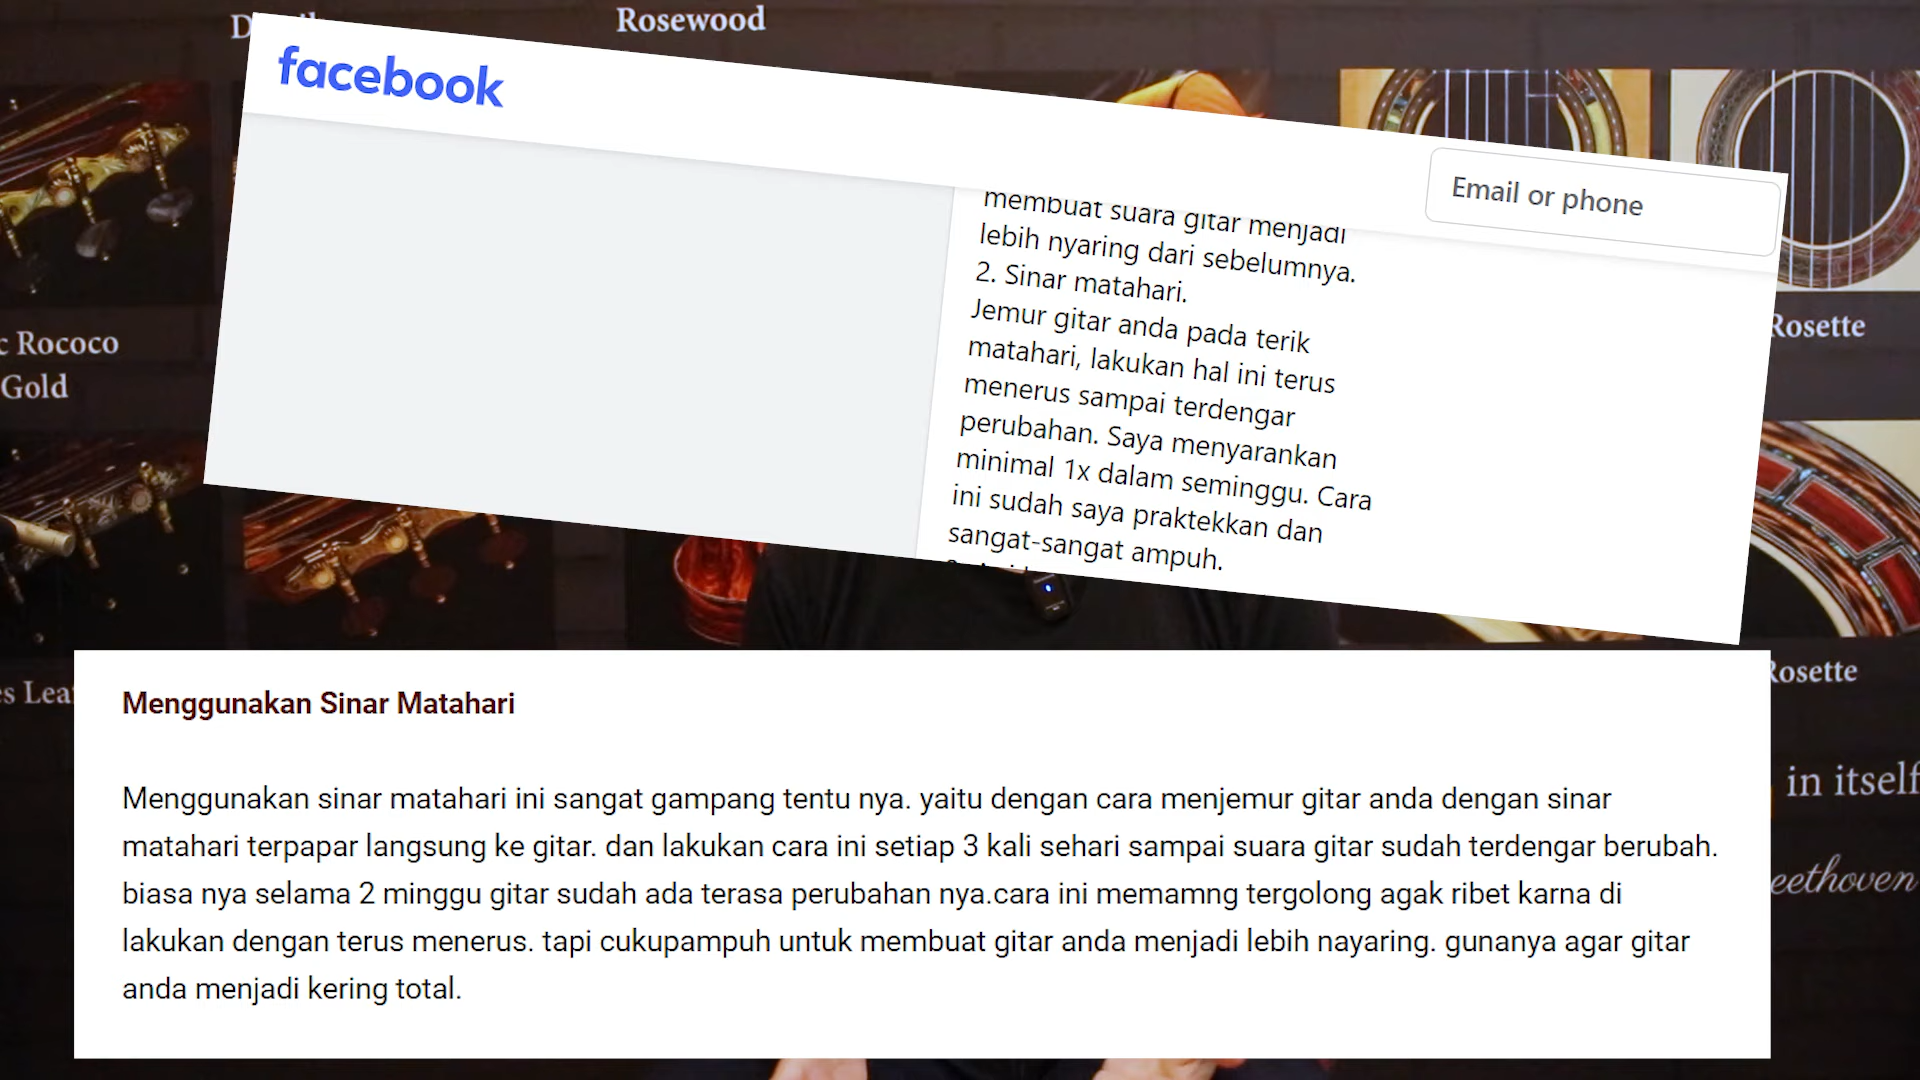 Rosewood
facebook
Email or phone
membuat suara gitar menjadi
lebih nyaring dari sebelumnya.
2. Sinar matahari.
Jemur gitar anda pada terik
matahari, lakukan hal ini terus
menerus sampai terdengar
perubahan. Saya menyarankan
minimal 1x dalam seminggu. Cara
ini sudah saya praktekkan dan
sangat-sangat ampuh.
Rococo
Gold
Rosette
Rosette
Menggunakan Sinar Matahari
Menggunakan sinar matahari ini sangat gampang tentu nya. yaitu dengan cara menjemur gitar anda dengan sinar
matahari terpapar langsung ke gitar. dan lakukan cara ini setiap 3 kali sehari sampai suara gitar sudah terdengar berubah.
biasa nya selama 2 minggu gitar sudah ada terasa perubahan nya.cara ini memamng tergolong agak ribet karna di
lakukan dengan terus menerus. tapi cukupampuh untuk membuat gitar anda menjadi lebih nayaring. gunanya agar gitar
anda menjadi kering total.
in itself